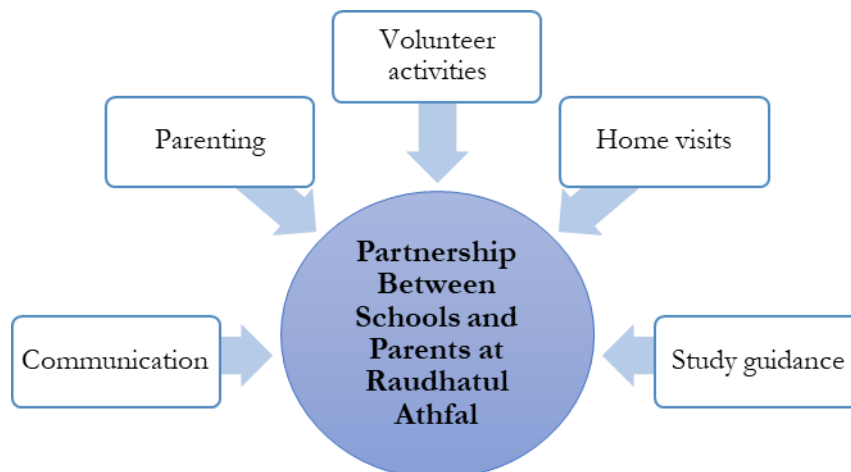 Volunteer
activities
Parenting
Home visits
Partnership
Between
Schools and
Parents at
Raudhatul
Athfal
Communication
Study guidance